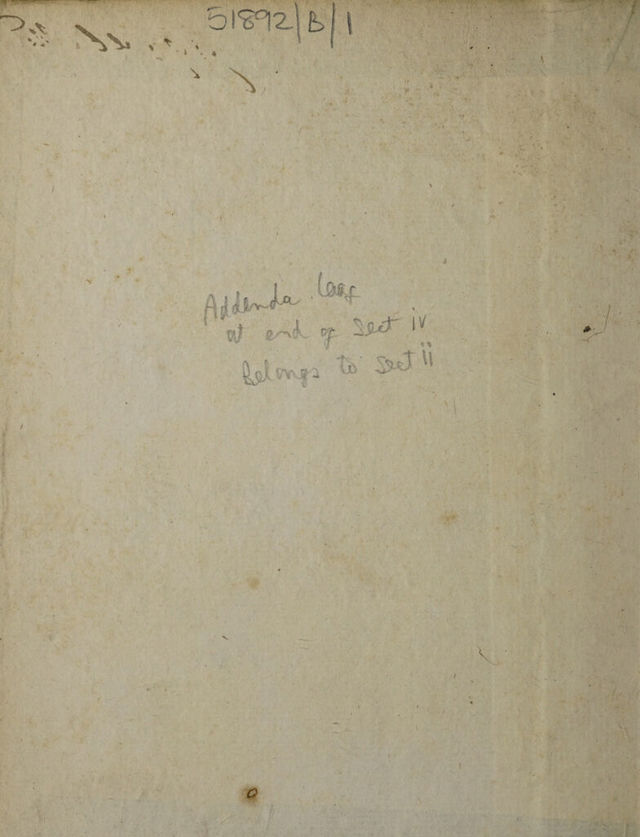 51892/B/1
Addenda leaf
at end of Sect iv
Belongs to Sect ii